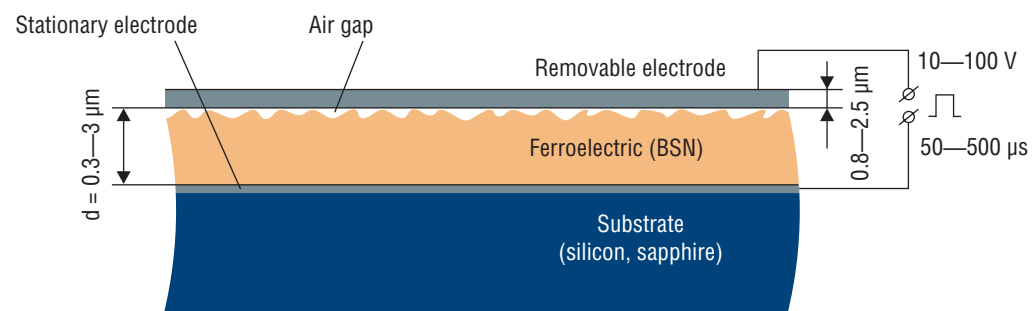 Stationary electrode
Air gap
Removable electrode
10—100 V
50—500 µs
0.8—2.5 µm
d = 0.3—3 µm
Ferroelectric (BSN)
Substrate
(silicon, sapphire)